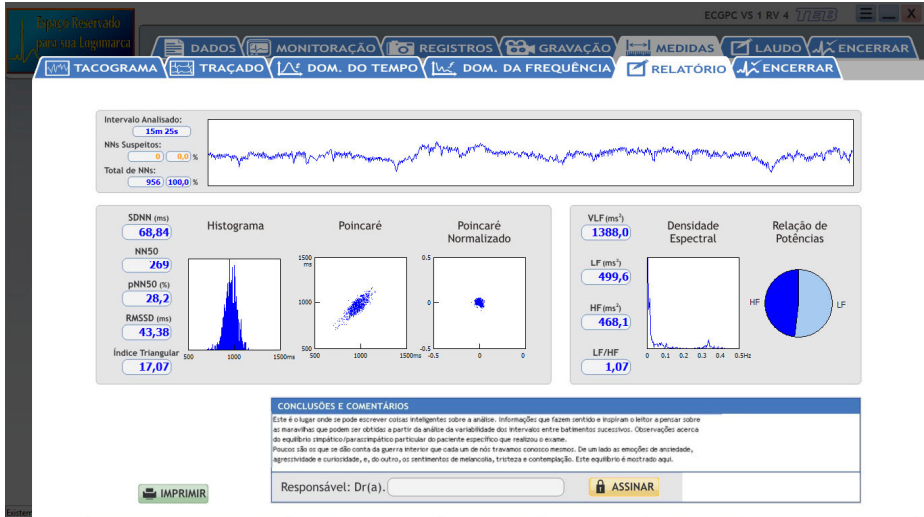 ECGPC VS 1 RV 4 TEB
Espaço Reservado
para sua Logomarca
DADOS MONITORAÇÃO REGISTROS GRAVAÇÃO MEDIDAS LAUDO ENCERRAR
TACOGRAMA TRAÇADO DOM. DO TEMPO DOM. DA FREQUÊNCIA RELATÓRIO ENCERRAR
Intervalo Analisado:
15m 25s
NNs Suspeitos:
0 0,0 %
Total de NNs:
956 100,0 %
SDNN (ms)
68,84
NN50
269
pNN50 (%)
28,2
RMSSD (ms)
43,38
Índice Triangular
17,07
Histograma
500 1000 1500ms
Poincaré
1500
ms
1000
500
500 1000 1500ms
Poincaré
Normalizado
0.5
0
-0.5
-0.5 0 0
VLF (ms²)
1388,0
LF (ms²)
499,6
HF (ms²)
468,1
LF/HF
1,07
Densidade
Espectral
0 0.1 0.2 0.3 0.4 0.5Hz
Relação de
Potências
HF LF
CONCLUSÕES E COMENTÁRIOS
Este é o lugar onde se pode escrever coisas inteligentes sobre a análise. Informações que fazem sentido e inspiram o leitor a pensar sobre
as maravilhas que podem ser obtidas a partir da análise da variabilidade dos intervalos entre batimentos sucessivos. Observações acerca
do equilíbrio simpático/parassimpático particular do paciente específico que realizou o exame.
Poucos são os que se dão conta da guerra interior que cada um de nós travamos conosco mesmos. De um lado as emoções de ansiedade,
agressividade e curiosidade, e, do outro, os sentimentos de melancolia, tristeza e contemplação. Este equilíbrio é mostrado aqui.
Responsável: Dr(a).
ASSINAR
IMPRIMIR